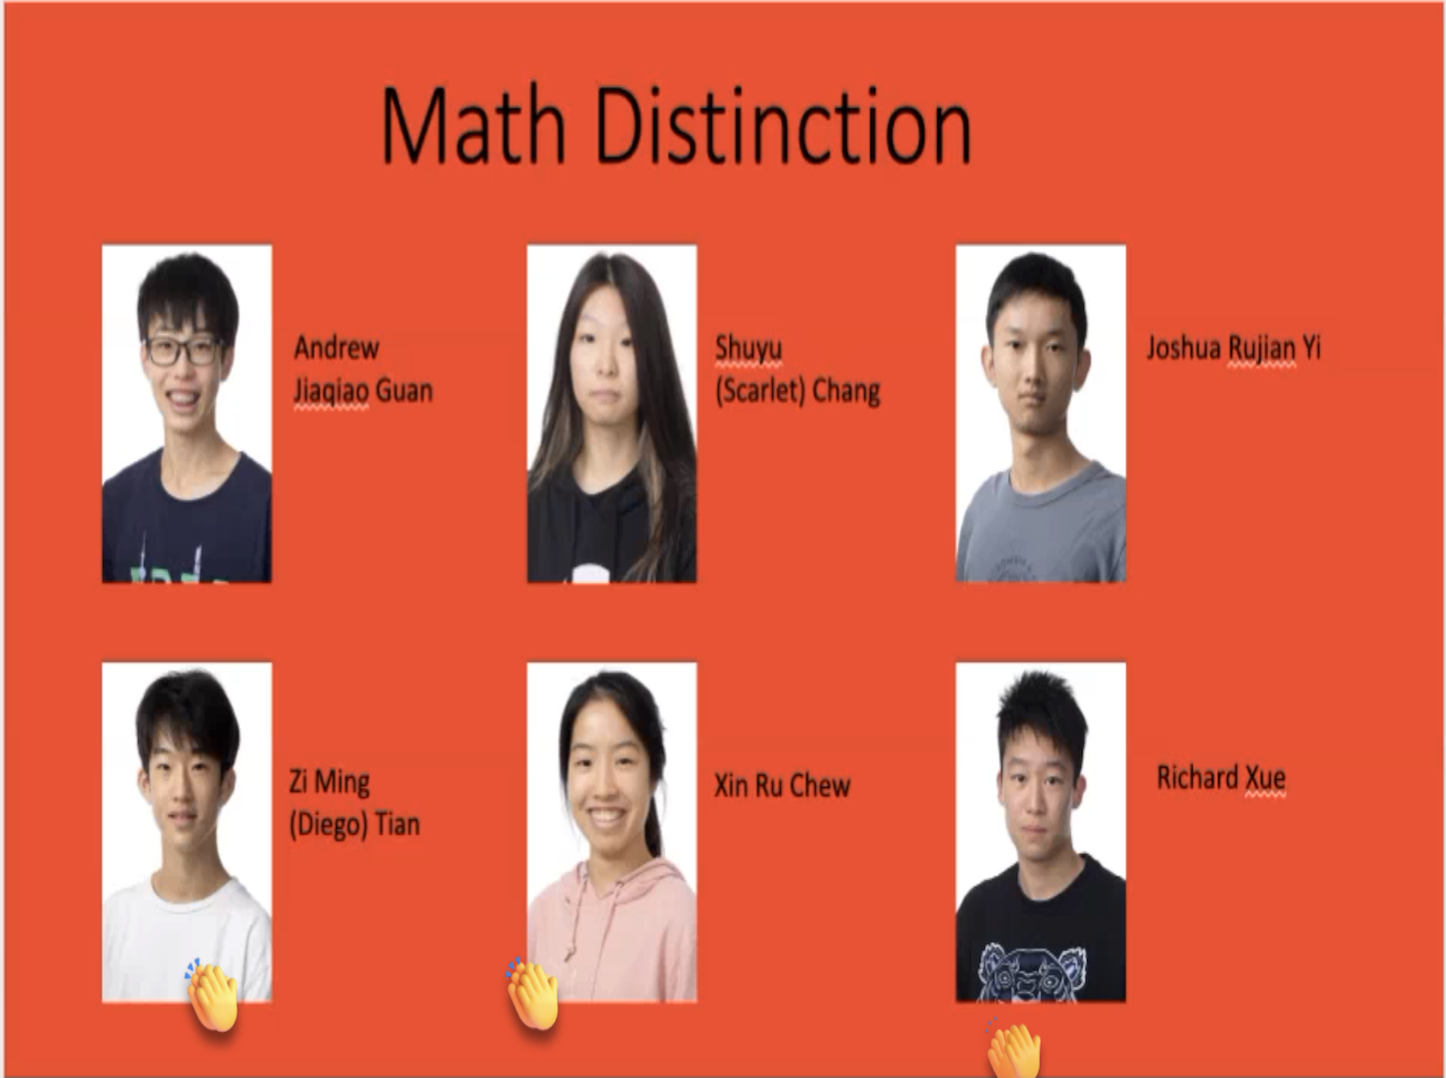 Math Distinction
Andrew
Jiaqiao Guan
Shuyu
(Scarlet) Chang
Joshua Rujian Yi
Zi Ming
(Diego) Tian
Xin Ru Chew
Richard Xue